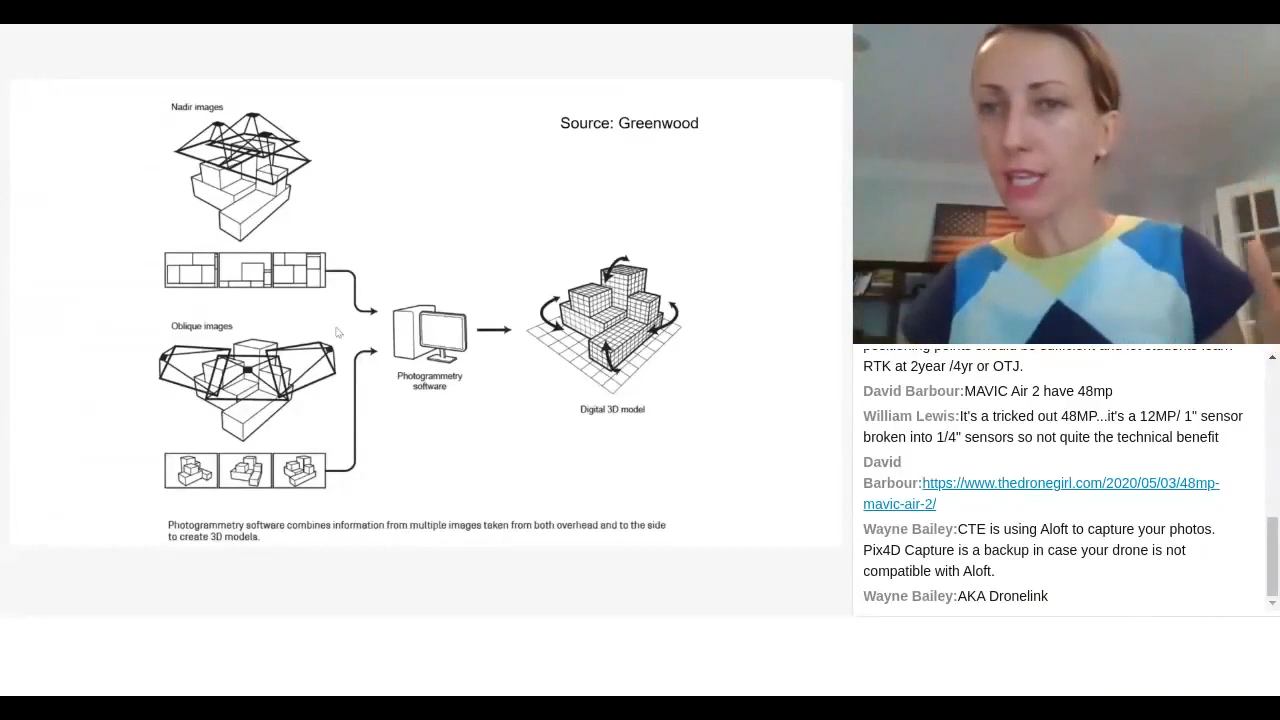 Nadir images
Source: Greenwood
Oblique images
Photogrammetry
software
Digital 3D model
Photogrammetry software combines information from multiple images taken from both overhead and to the side
to create 3D models.
RTK at 2year /4yr or OTJ.
David Barbour:MAVIC Air 2 have 48mp
William Lewis:It's a tricked out 48MP...it's a 12MP/ 1" sensor
broken into 1/4" sensors so not quite the technical benefit
David
Barbour:https://www.thedronegirl.com/2020/05/03/48mp-
mavic-air-2/
Wayne Bailey:CTE is using Aloft to capture your photos.
Pix4D Capture is a backup in case your drone is not
compatible with Aloft.
Wayne Bailey:AKA Dronelink